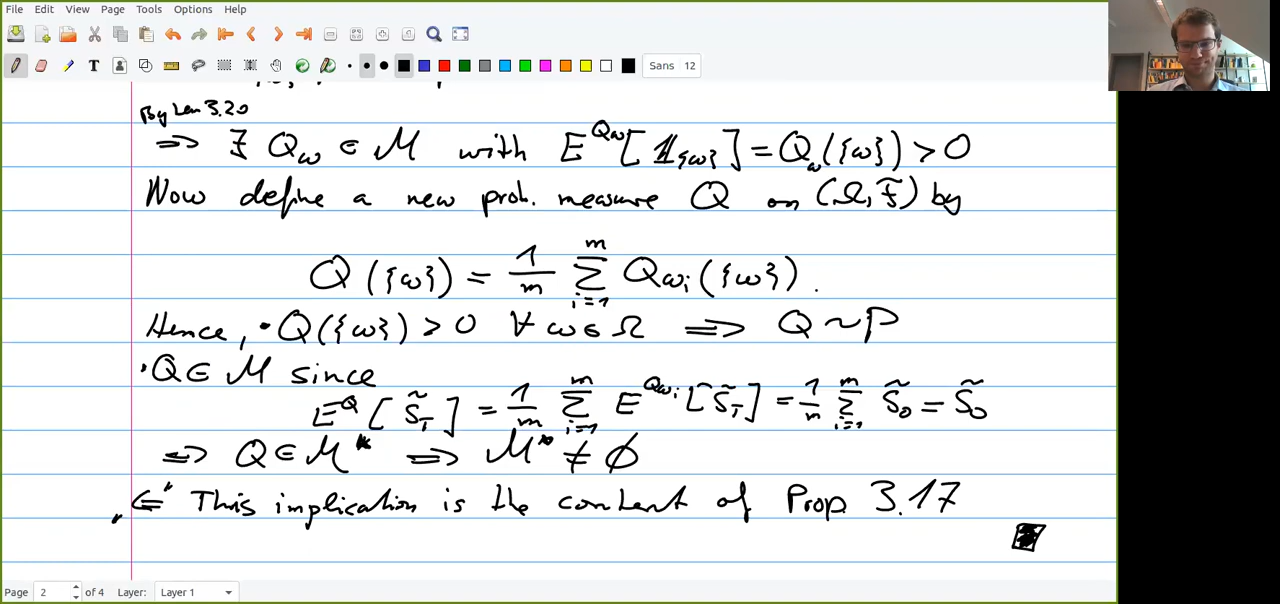 File Edit View Page Tools Options Help
Sans 12
By Lem 3.20
⇒ ∃ Q_ω ∈ M with E^{Q_ω}[𝟙_{{ω}}] = Q_ω({ω}) > 0
Now define a new prob. measure Q on (Ω, F̃) by
Q({ω}) = 1/m ∑_{i=1}^{m} Q_{ω_i}({ω}).
Hence, • Q({ω}) > 0 ∀ ω ∈ Ω ⇒ Q ~ P
• Q ∈ M since
E^Q[S̃_T] = 1/m ∑_{i=1}^{m} E^{Q_{ω_i}}[S̃_T] = 1/m ∑_{i=1}^{m} S̃_0 = S̃_0
⇒ Q ∈ M* ⇒ M* ≠ ∅
„⇐" This implication is the content of Prop. 3.17
Page 2 of 4 Layer: Layer 1